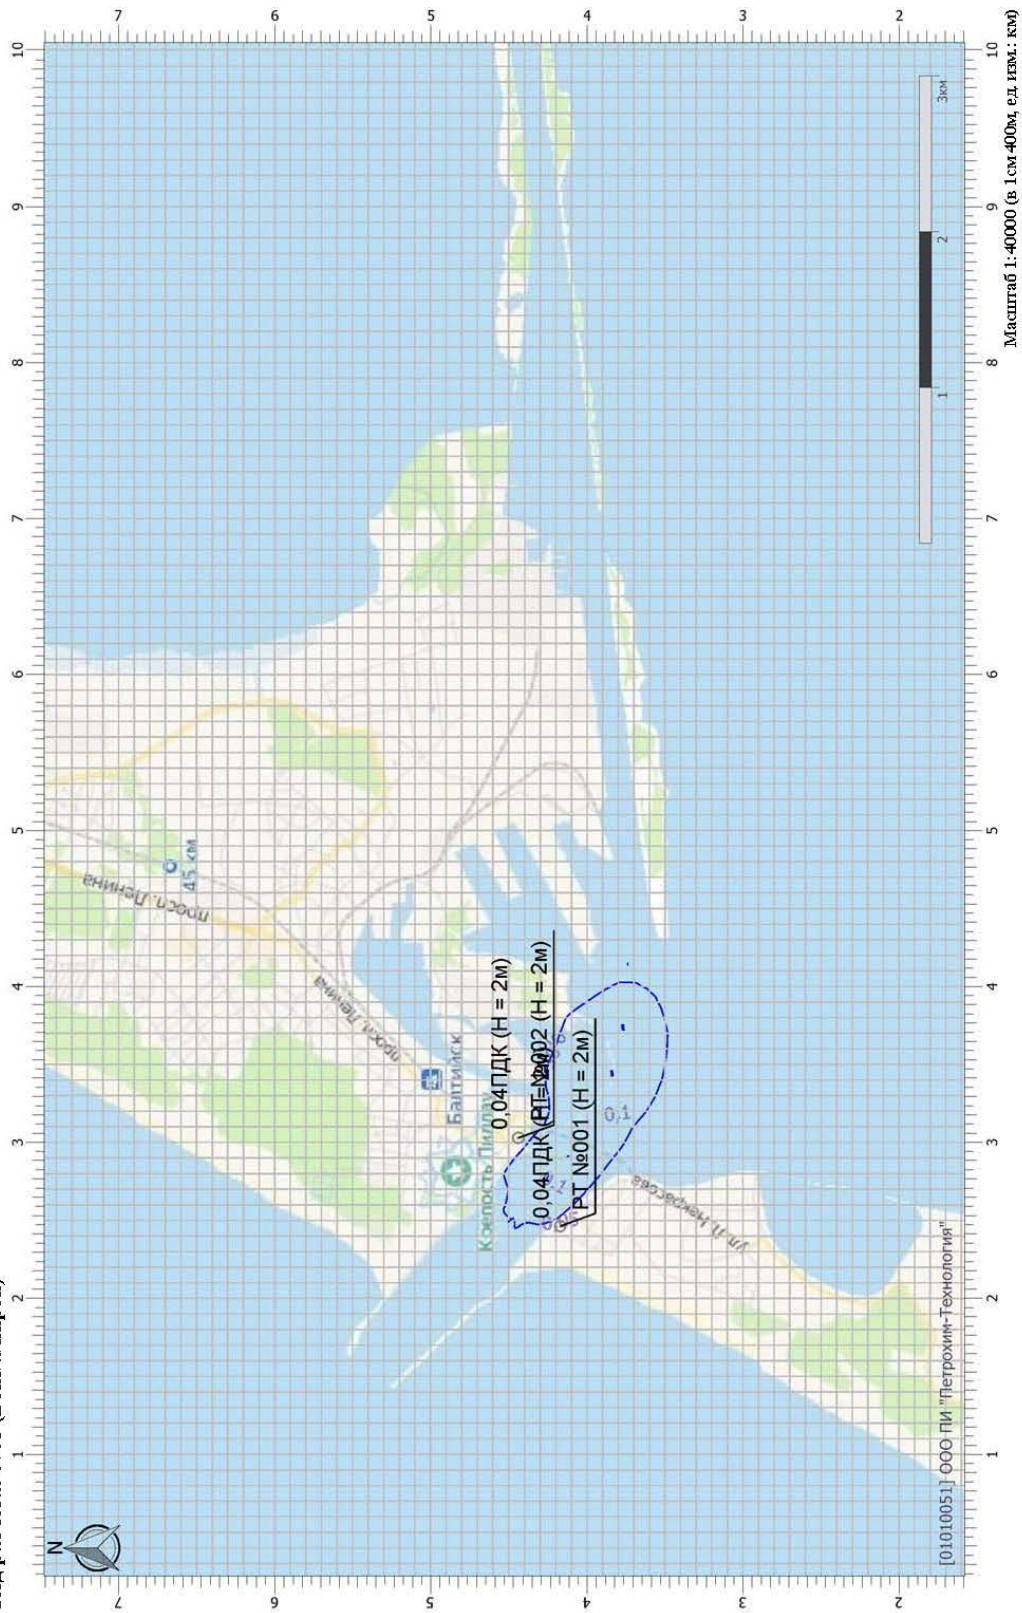 N
10
9
8
7
6
5
4
3
2
1
7
6
5
4
3
2
7
6
5
4
3
2
просп. Ленина
45 км
просп. Ленина
Балтийск
Крепость Пиллау
0,04ПДК (Н = 2м)
РТ №002 (Н = 2м)
0,04ПДК
РТ №001 (Н = 2м)
0,1
0,05
ул. П. Некрасова
[01010051] ООО ПИ "Петрохим-Технология"
1
2
3км
10
9
8
7
6
5
4
3
2
1
Масштаб 1:40000 (в 1см 400м, ед. изм.: км)